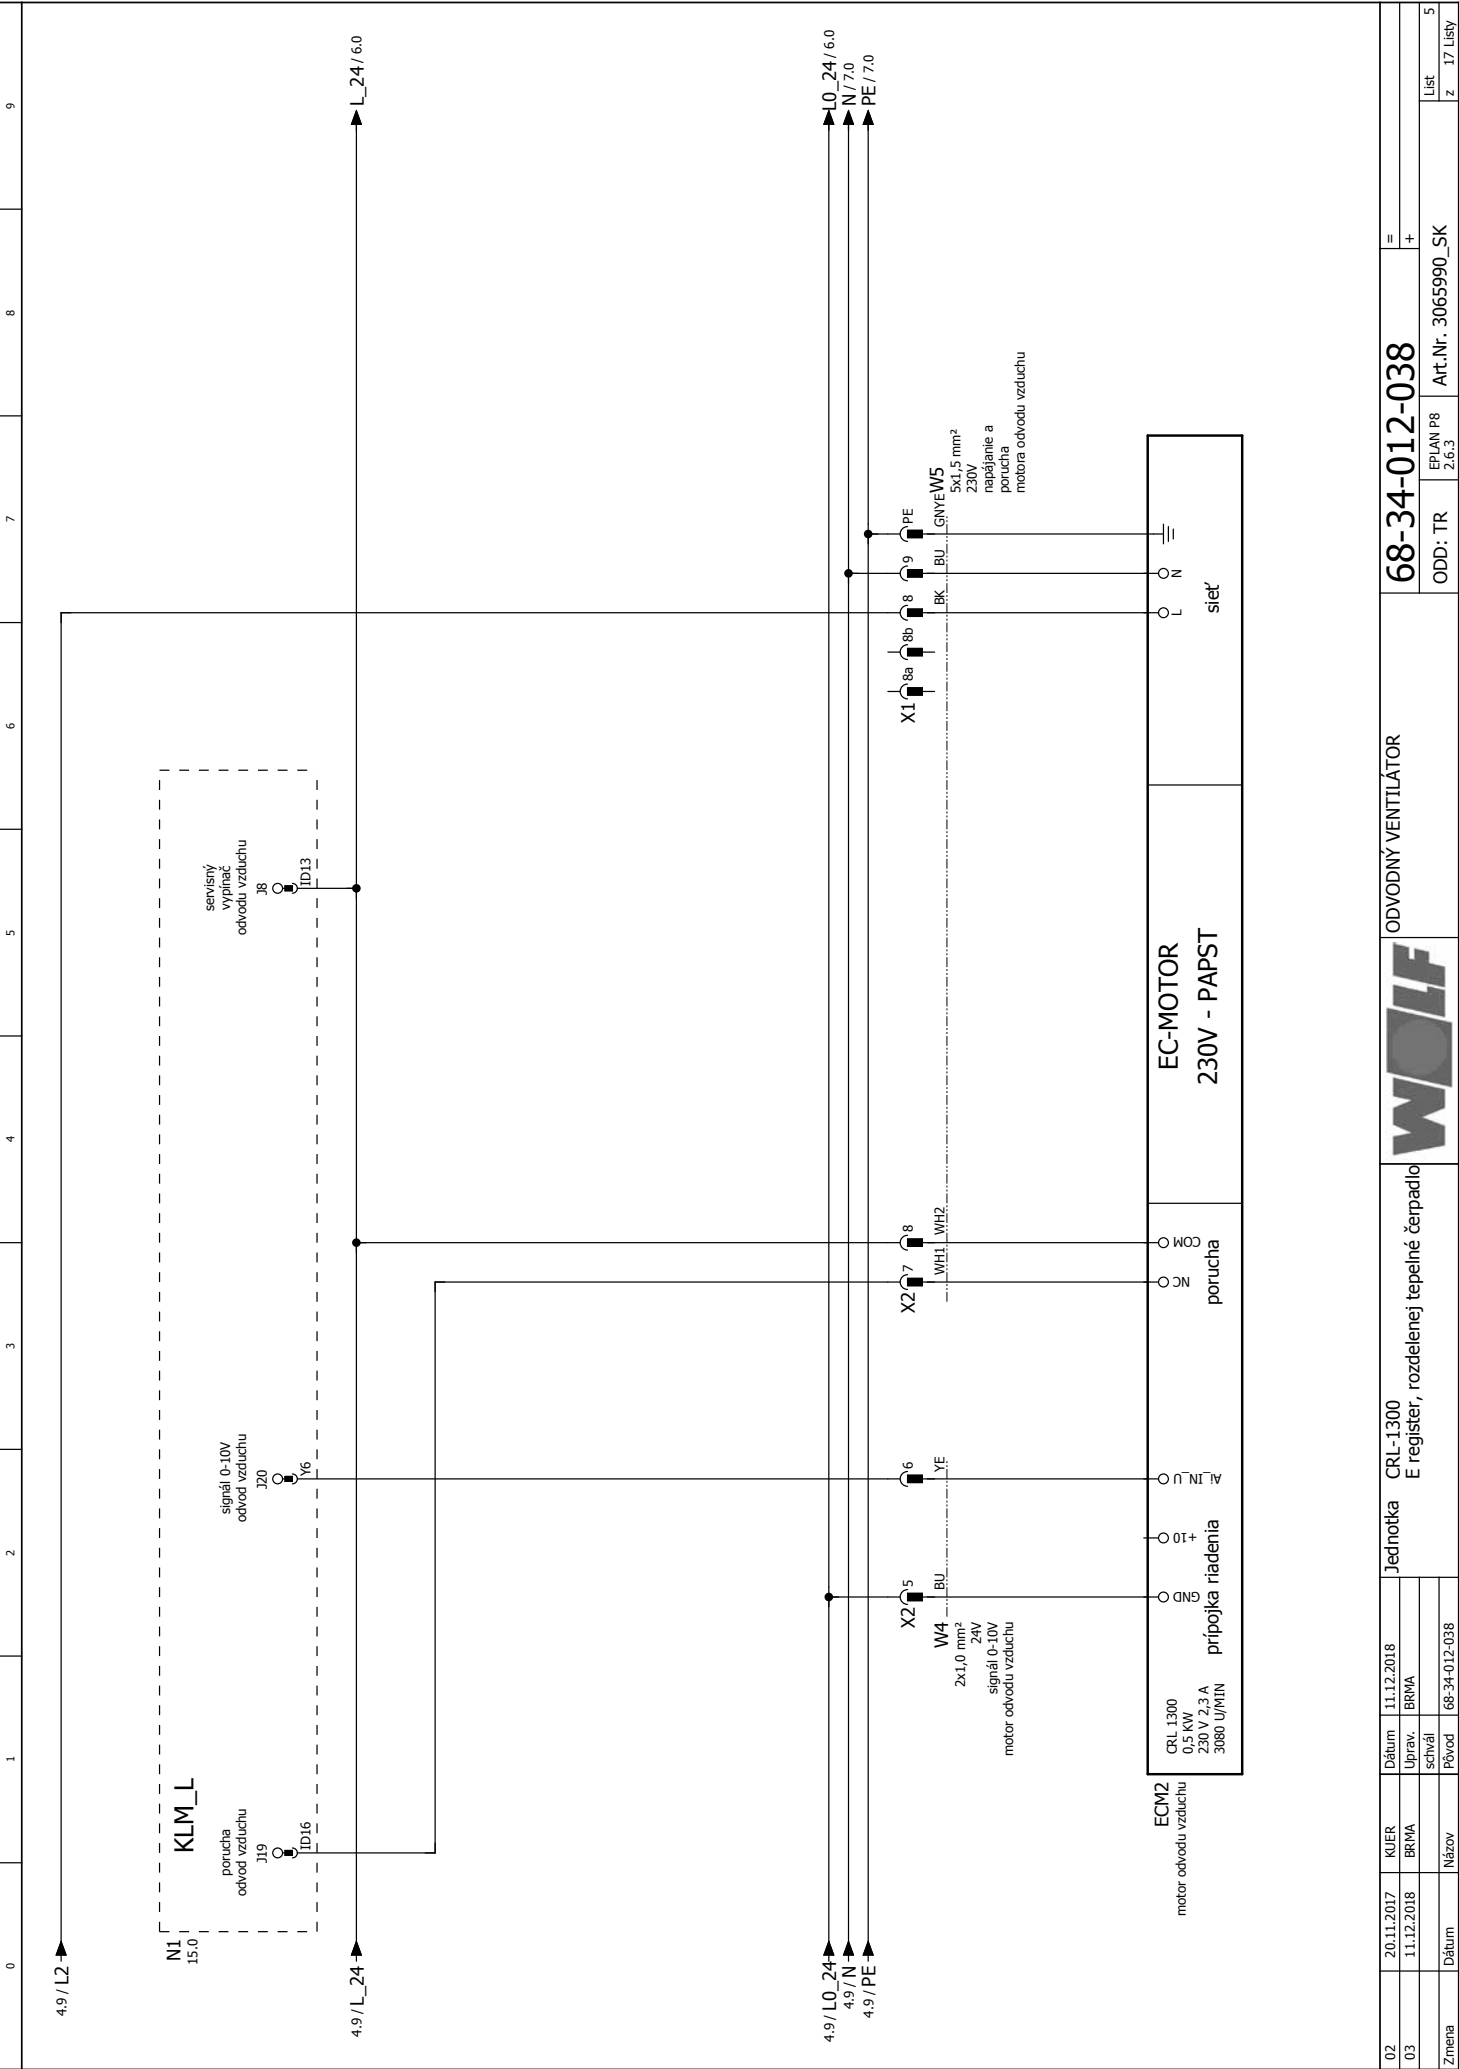 0 1 2 3 4 5 6 7 8 9
4.9 / L2
N1
15.0
KLM_L
porucha
odvod vzduchu
J19
ID16
signál 0-10V
odvod vzduchu
J20
Y6
servisný
vypínač
odvodu vzduchu
J8
ID13
4.9 / L_24
L_24 / 6.0
4.9 / L0_24
4.9 / N
4.9 / PE
L0_24 / 6.0
N / 7.0
PE / 7.0
X2 5
6
X2 7
8
X1 8a
8b
8
9
PE
W4
2x1,0 mm²
24V
signál 0-10V
motor odvodu vzduchu
BU
YE
WH1
WH2
BK
BU
GNYE
W5
5x1,5 mm²
230V
napájanie a
porucha
motora odvodu vzduchu
ECM2
motor odvodu vzduchu
CRL 1300
0,5 KW
230 V 2,3 A
3080 U/MIN
GND
+10
Ai_IN_U
prípojka riadenia
NC
COM
porucha
EC-MOTOR
230V - PAPST
L
N
sieť
02 20.11.2017 KUER Dátum 11.12.2018
03 11.12.2018 BRMA Uprav. BRMA
schvál
Zmena Dátum Názov Pôvod 68-34-012-038
Jednotka CRL-1300
E register, rozdelenej tepelné čerpadlo
WOLF
ODVODNÝ VENTILÁTOR
68-34-012-038
=
+
ODD: TR
EPLAN P8
2.6.3
Art.Nr. 3065990_SK
List 5
z 17 Listy